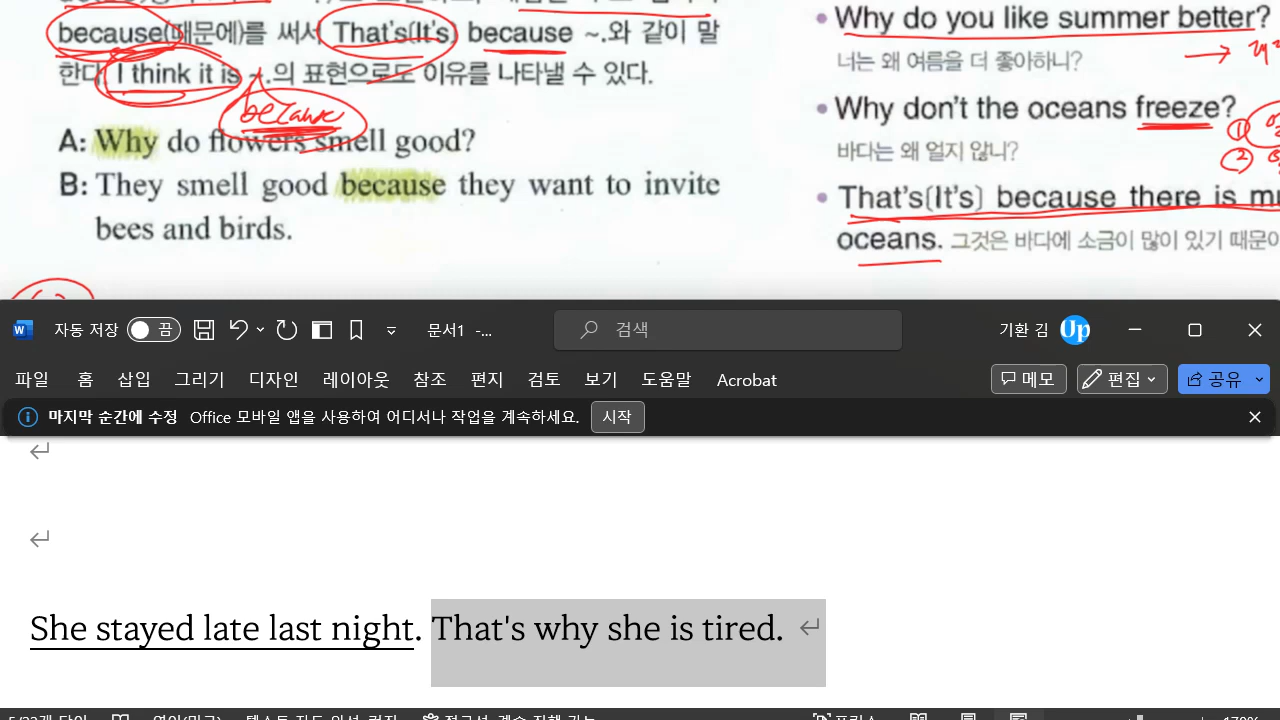 because(때문에)를 써서 That's(It's) because ~.와 같이 말
한다. I think it is ~.의 표현으로도 이유를 나타낼 수 있다.
because
A: Why do flowers smell good?
B: They smell good because they want to invite
bees and birds.
• Why do you like summer better?
너는 왜 여름을 더 좋아하니?
• Why don't the oceans freeze?
①
바다는 왜 얼지 않니?
②
• That's(It's) because there is
oceans. 그것은 바다에 소금이 많이 있기
자동 저장 끔 문서1 -... 검색 기환 김 Up
파일 홈 삽입 그리기 디자인 레이아웃 참조 편지 검토 보기 도움말 Acrobat 메모 편집 공유
마지막 순간에 수정 Office 모바일 앱을 사용하여 어디서나 작업을 계속하세요. 시작
She stayed late last night. That's why she is tired.